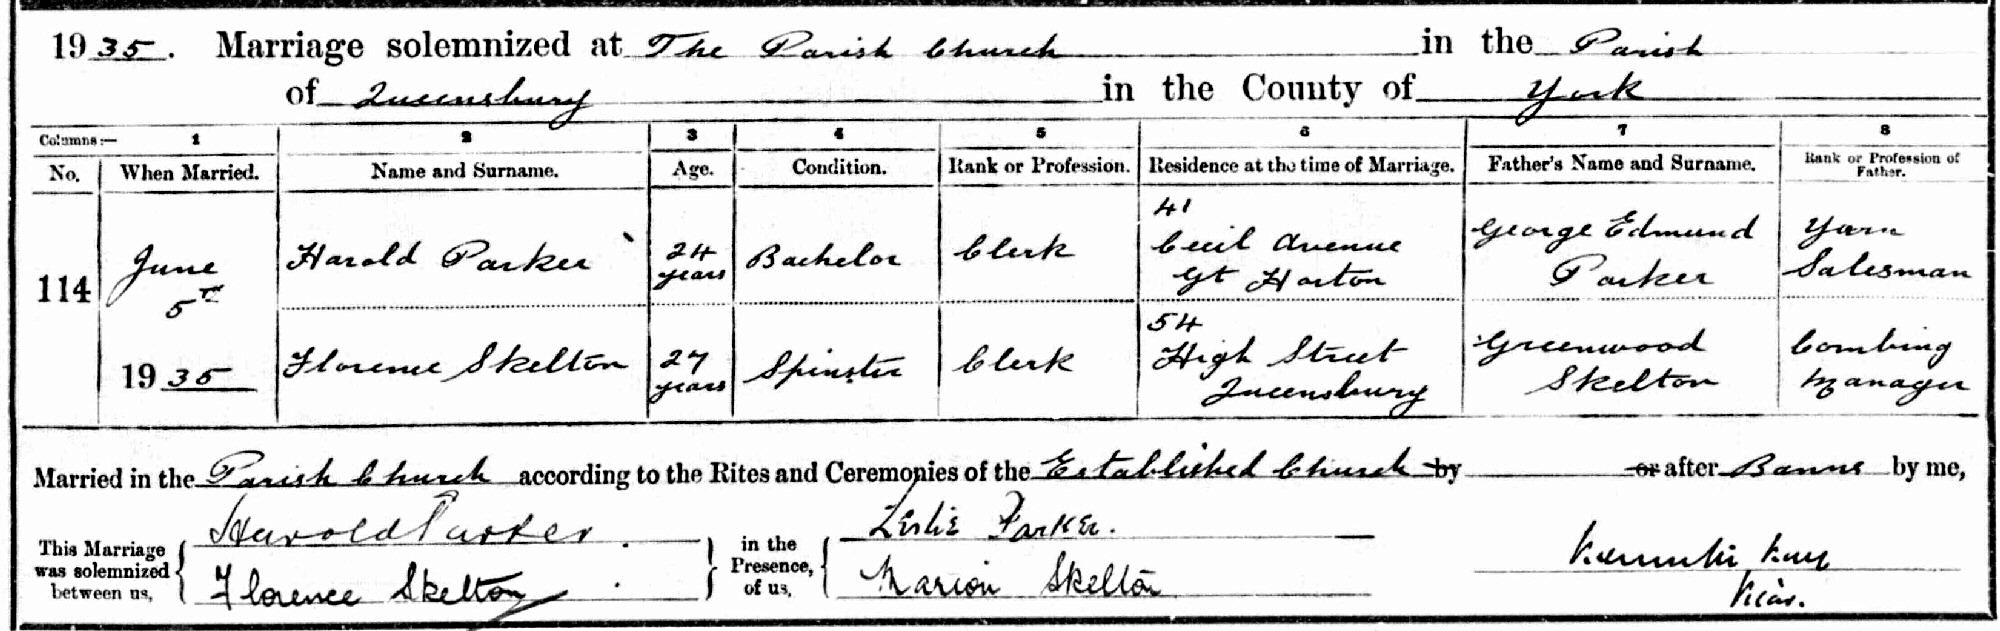 1935. Marriage solemnized at The Parish Church in the Parish
of Queensbury in the County of York
Columns:— 1 2 3 4 5 6 7 8
No. When Married. Name and Surname. Age. Condition. Rank or Profession. Residence at the time of Marriage. Father's Name and Surname. Rank or Profession of Father.
114 June 5th 1935
Harold Parker 24 years Bachelor Clerk 41 Cecil Avenue Gt Horton George Edmund Parker Yarn Salesman
Florence Skelton 27 years Spinster Clerk 54 High Street Queensbury Greenwood Skelton Combing Manager
Married in the Parish Church according to the Rites and Ceremonies of the Established Church by or after Banns by me,
This Marriage was solemnized between us, Harold Parker. in the Presence, of us, Leslie Parker.
Florence Skelton Marion Skelton
Vicar.